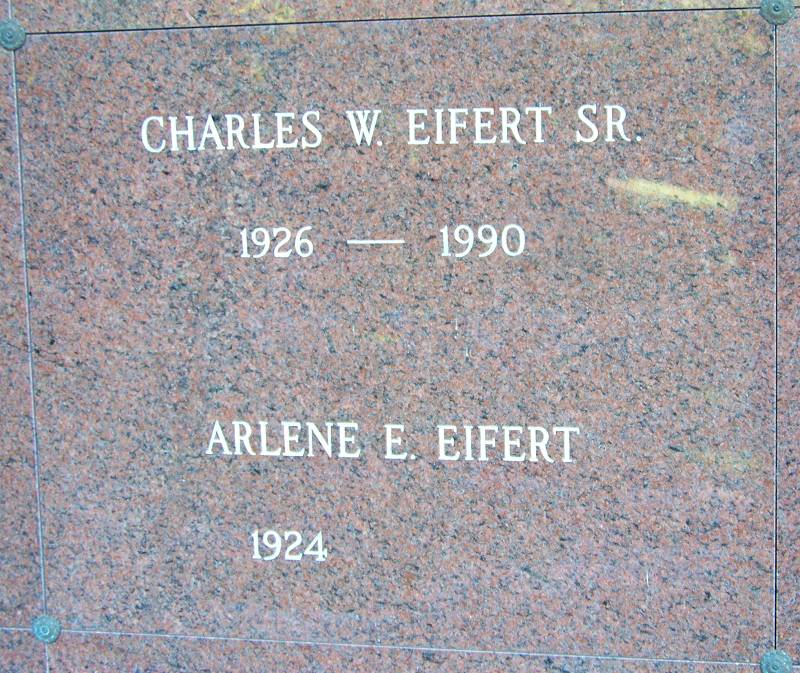 CHARLES W. EIFERT SR.
1926 — 1990
ARLENE E. EIFERT
1924